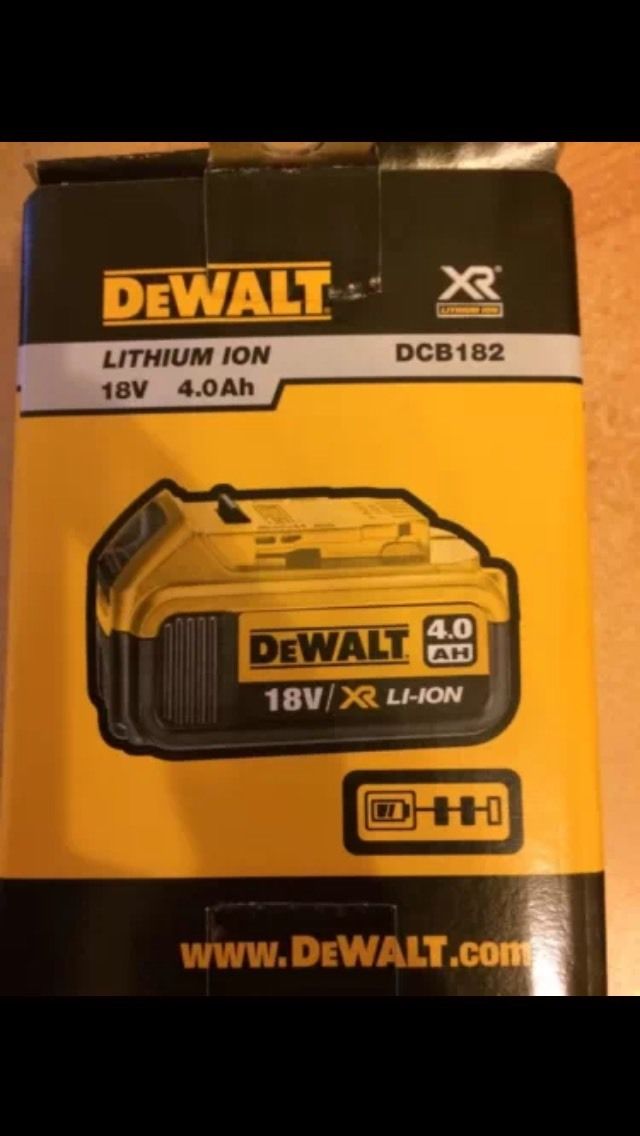 DEWALT
XR
LITHIUM ION
LITHIUM ION
DCB182
18V 4.0Ah
DEWALT
4.0
AH
18V/XR LI-ION
www.DEWALT.com